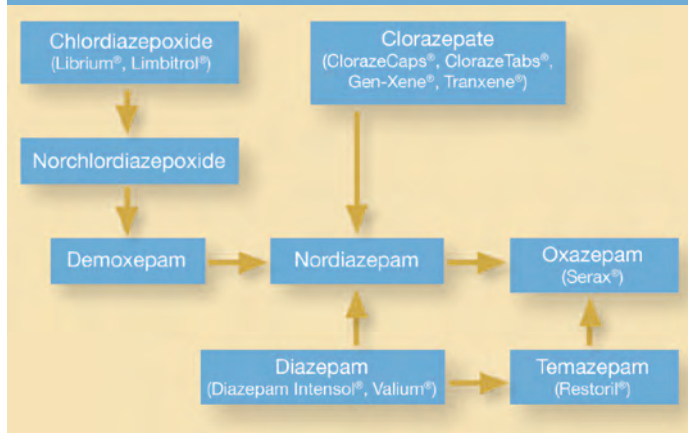 Chlordiazepoxide
(Librium®, Limbitrol®)
Clorazepate
(ClorazeCaps®, ClorazeTabs®,
Gen-Xene®, Tranxene®)
Norchlordiazepoxide
Demoxepam
Nordiazepam
Oxazepam
(Serax®)
Diazepam
(Diazepam Intensol®, Valium®)
Temazepam
(Restoril®)